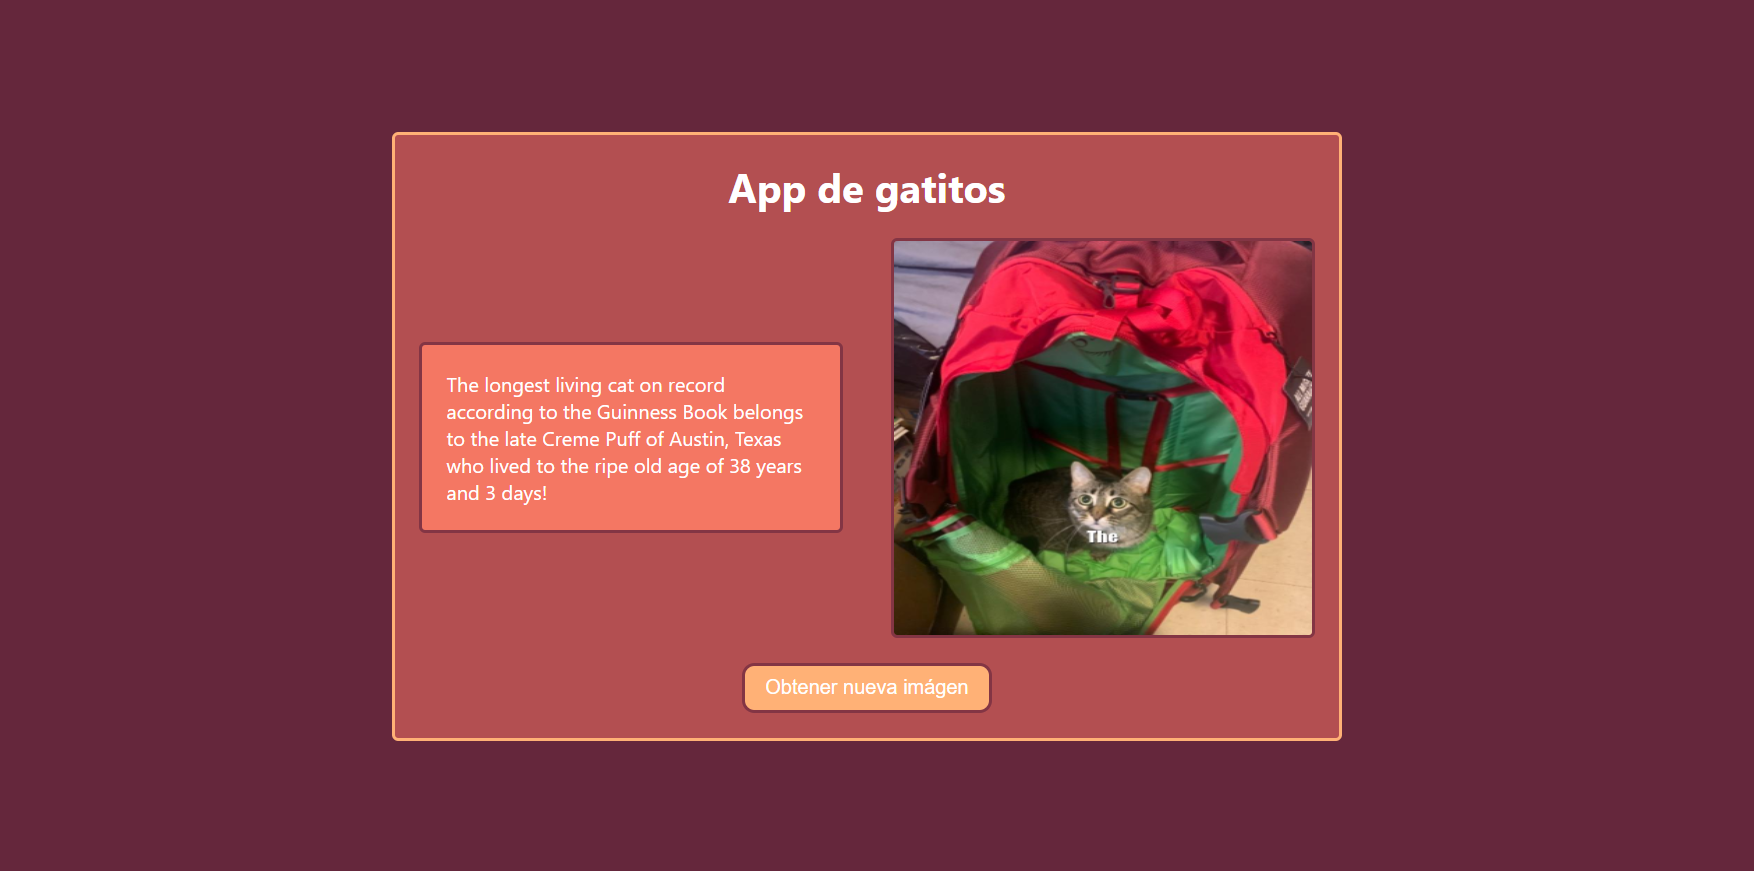 App de gatitos
The longest living cat on record
according to the Guinness Book belongs
to the late Creme Puff of Austin, Texas
who lived to the ripe old age of 38 years
and 3 days!
The
Obtener nueva imágen